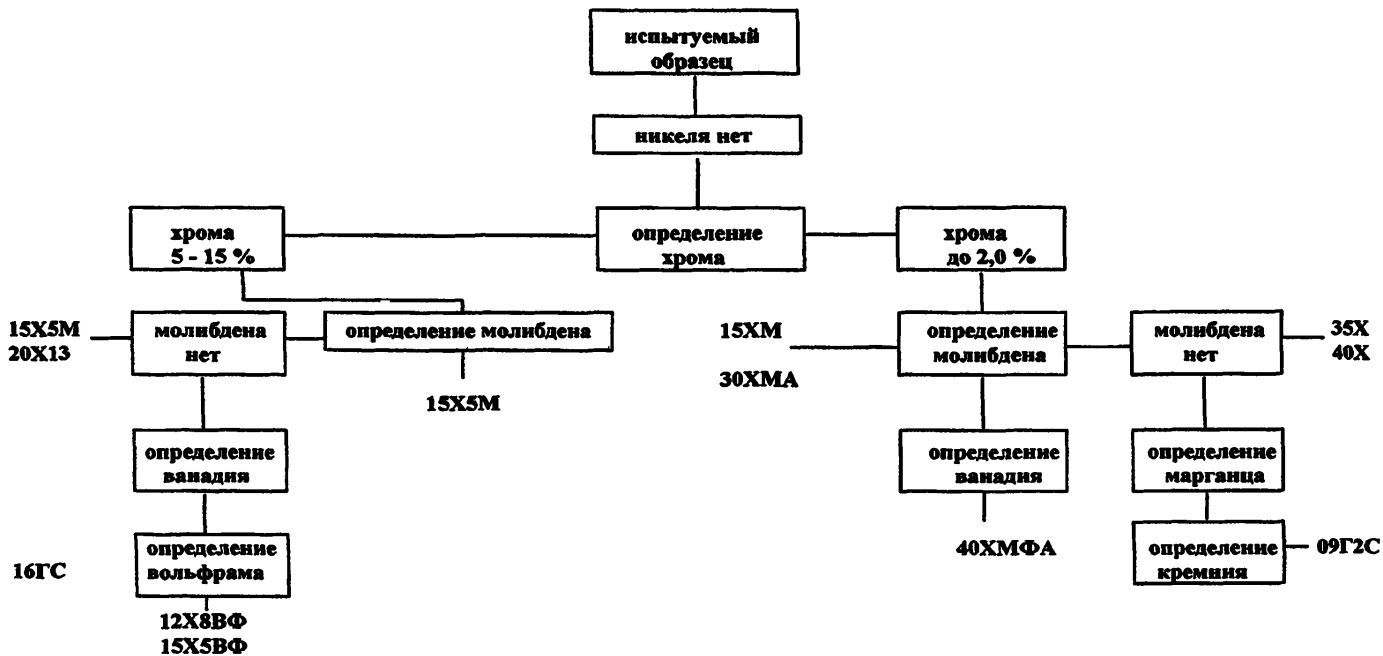 испытуемый
образец
никеля нет
хрома
5 - 15 %
определение
хрома
хрома
до 2,0 %
15Х5М
20Х13
молибдена
нет
определение молибдена
15Х5М
15ХМ
30ХМА
определение
молибдена
молибдена
нет
35Х
40Х
определение
ванадия
определение
ванадия
определение
марганца
16ГС
определение
вольфрама
12Х8ВФ
15Х5ВФ
40ХМФА
определение
кремния
09Г2С